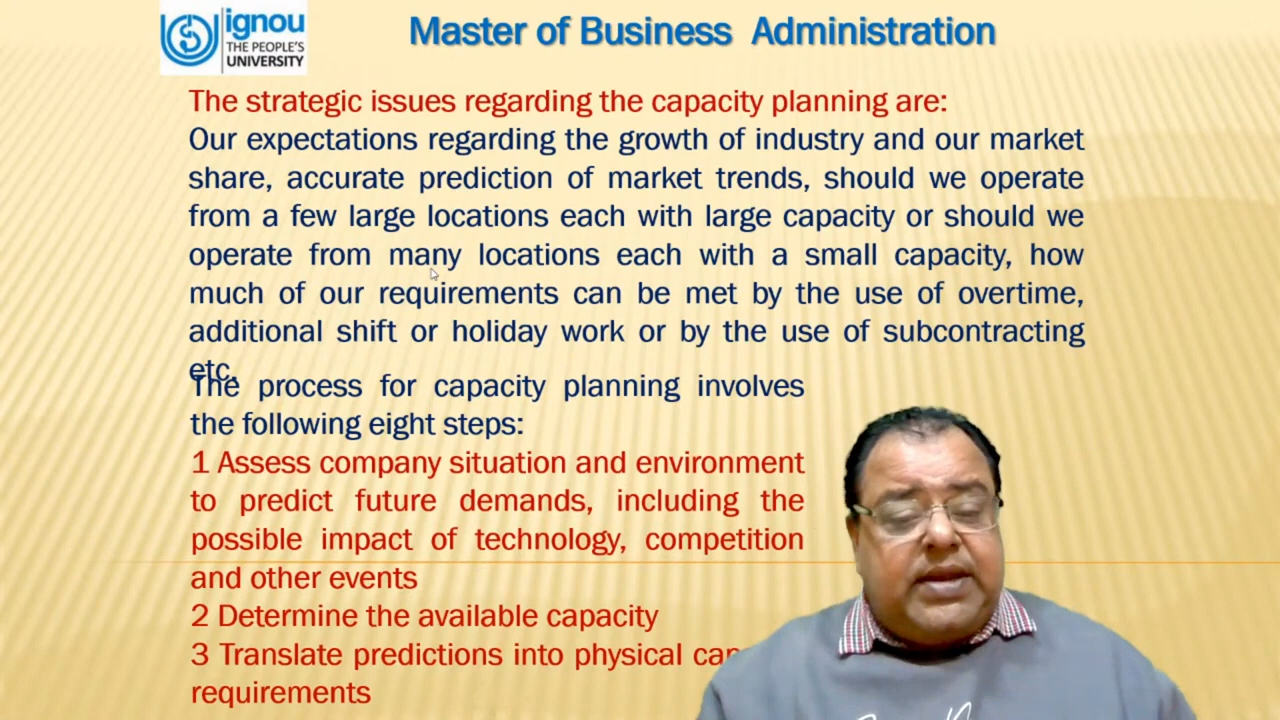 ignou
THE PEOPLE'S
UNIVERSITY
Master of Business Administration
The strategic issues regarding the capacity planning are:
Our expectations regarding the growth of industry and our market
share, accurate prediction of market trends, should we operate
from a few large locations each with large capacity or should we
operate from many locations each with a small capacity, how
much of our requirements can be met by the use of overtime,
additional shift or holiday work or by the use of subcontracting
etc.
The process for capacity planning involves
the following eight steps:
1 Assess company situation and environment
to predict future demands, including the
possible impact of technology, competition
and other events
2 Determine the available capacity
3 Translate predictions into physical
requirements